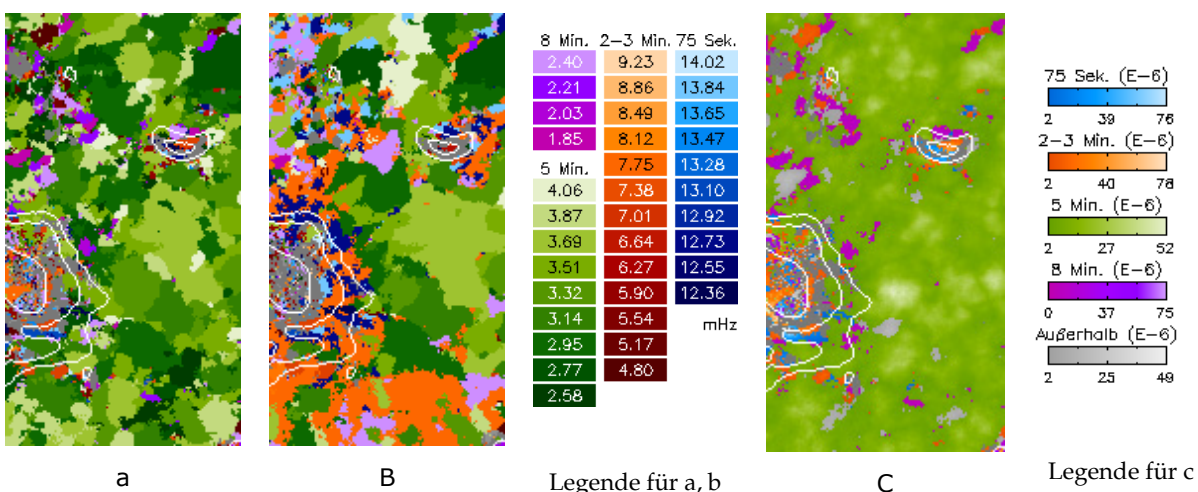 8 Min. 2-3 Min. 75 Sek.
2.40 9.23 14.02
2.21 8.86 13.84
2.03 8.49 13.65
1.85 8.12 13.47
7.75 13.28
5 Min.
4.06 7.38 13.10
3.87 7.01 12.92
3.69 6.64 12.73
3.51 6.27 12.55
3.32 5.90 12.36
3.14 5.54 mHz
2.95 5.17
2.77 4.80
2.58
75 Sek. (E-6)
2 39 76
2-3 Min. (E-6)
2 40 78
5 Min. (E-6)
2 27 52
8 Min. (E-6)
0 37 75
Außerhalb (E-6)
2 25 49
a
B
Legende für a, b
C
Legende für c